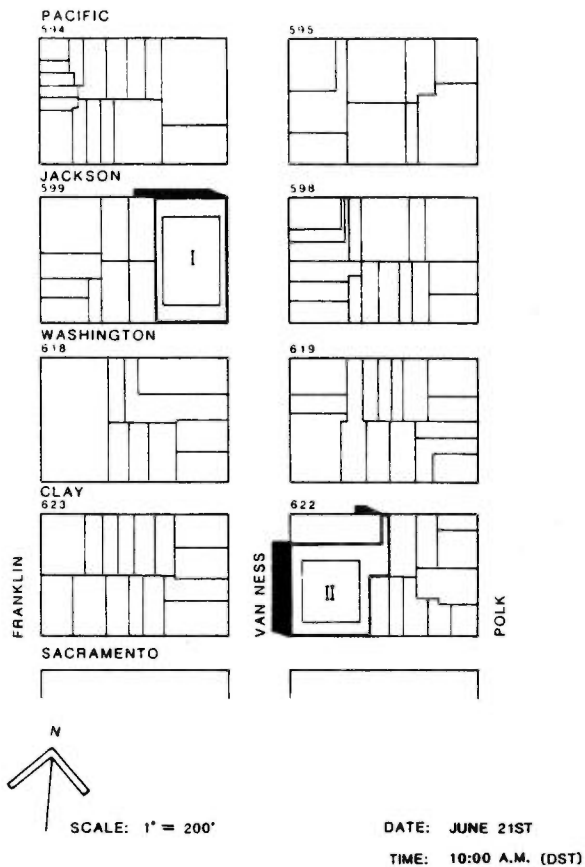 PACIFIC
594 595
JACKSON
599 598
I
WASHINGTON
618 619
CLAY
623 622
II
FRANKLIN
VAN NESS
POLK
SACRAMENTO
N
SCALE: 1" = 200'
DATE: JUNE 21ST
TIME: 10:00 A.M. (DST)